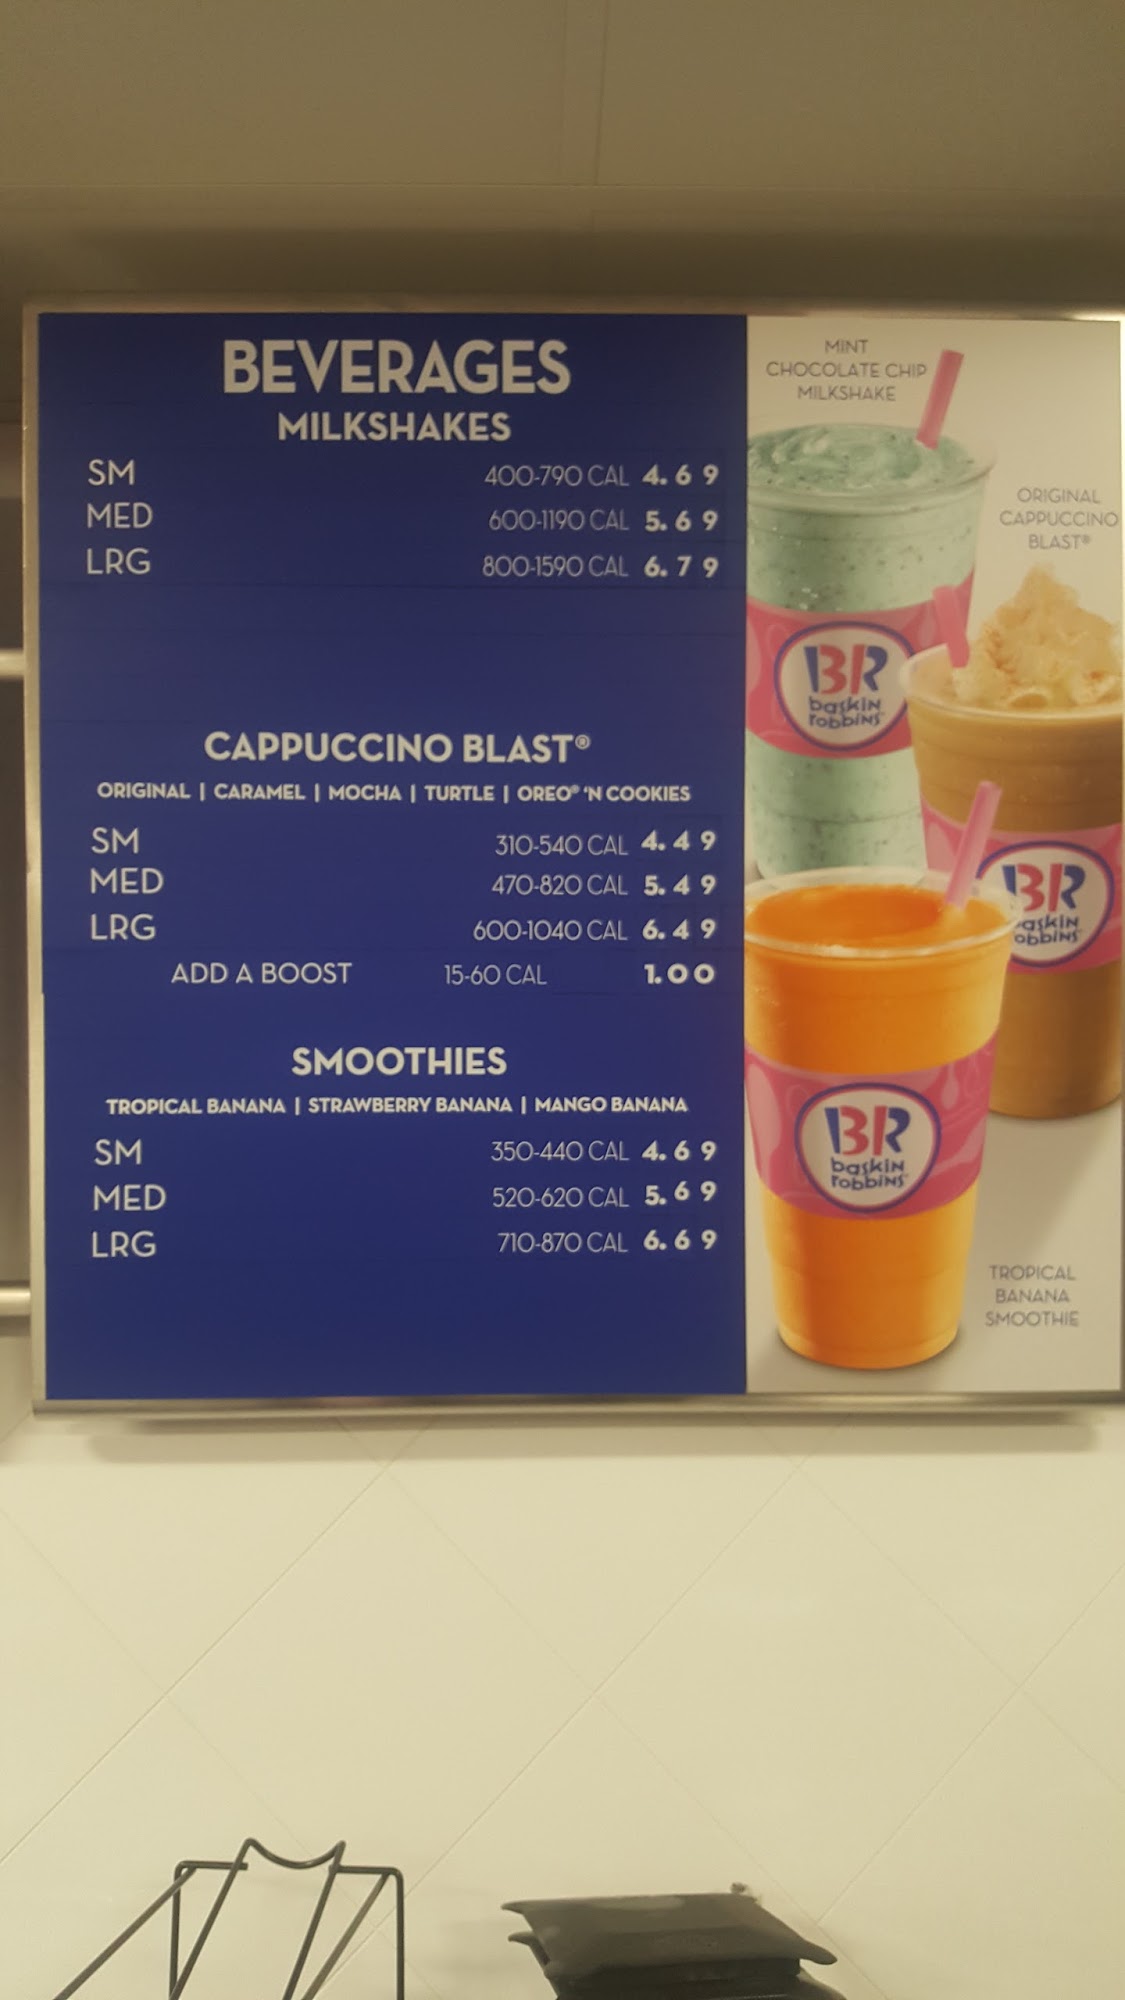 BEVERAGES
MILKSHAKES
SM 400-790 CAL 4.69
MED 600-1190 CAL 5.69
LRG 800-1590 CAL 6.79
CAPPUCCINO BLAST®
ORIGINAL | CARAMEL | MOCHA | TURTLE | OREO® 'N COOKIES
SM 310-540 CAL 4.49
MED 470-820 CAL 5.49
LRG 600-1040 CAL 6.49
ADD A BOOST 15-60 CAL 1.00
SMOOTHIES
TROPICAL BANANA | STRAWBERRY BANANA | MANGO BANANA
SM 350-440 CAL 4.69
MED 520-620 CAL 5.69
LRG 710-870 CAL 6.69
MINT
CHOCOLATE CHIP
MILKSHAKE
ORIGINAL
CAPPUCCINO
BLAST®
BR
baskin
robbins
BR
baskin
robbins
BR
baskin
robbins
TROPICAL
BANANA
SMOOTHIE